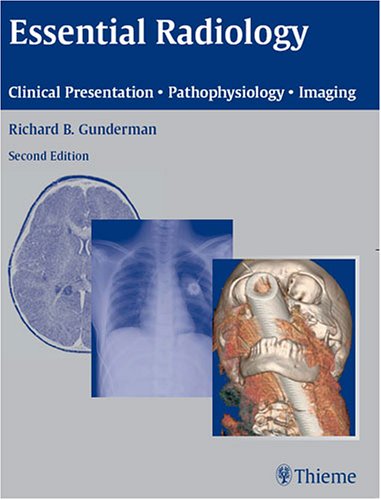 Essential Radiology
Clinical Presentation • Pathophysiology • Imaging
Richard B. Gunderman
Second Edition
Thieme